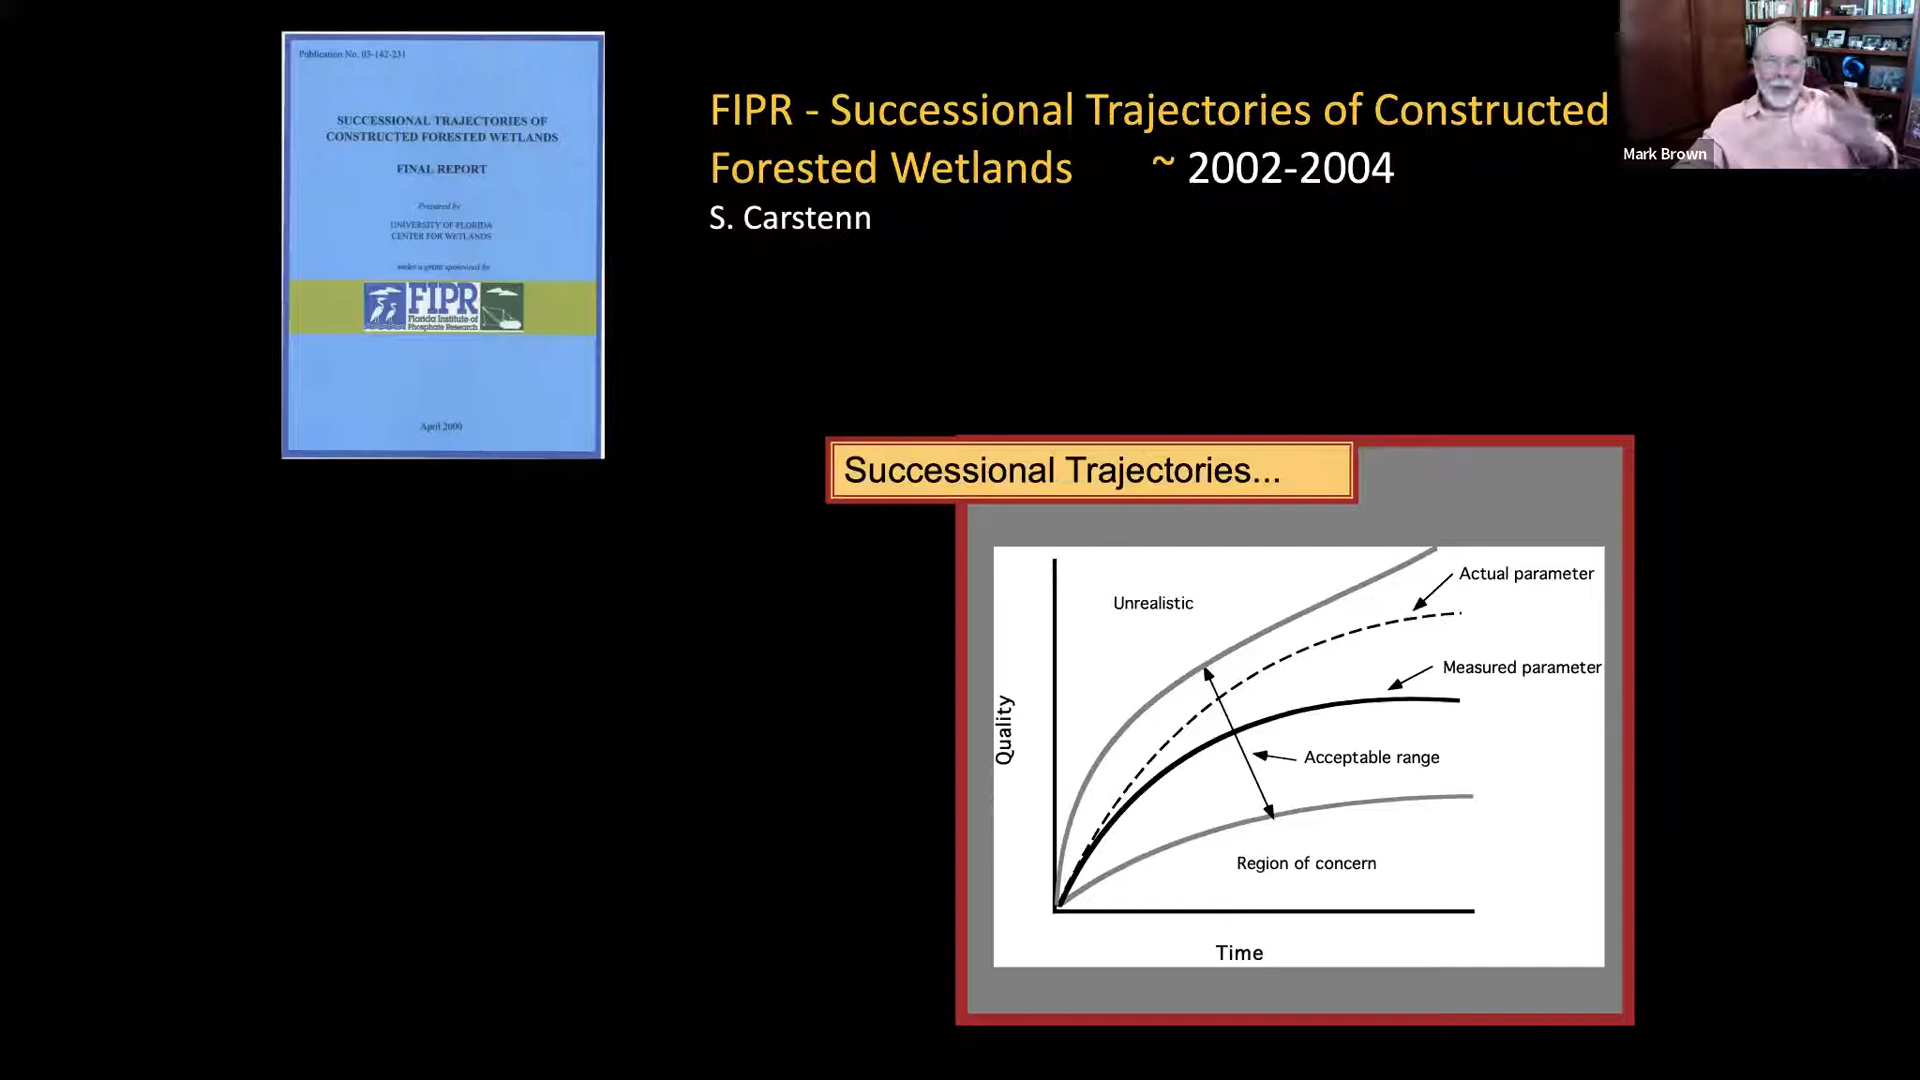 Publication No. 03-142-231
SUCCESSIONAL TRAJECTORIES OF
CONSTRUCTED FORESTED WETLANDS
FINAL REPORT
Prepared by
UNIVERSITY OF FLORIDA
CENTER FOR WETLANDS
under a grant sponsored by
FIPR
Florida Institute of
Phosphate Research
April 2009
FIPR - Successional Trajectories of Constructed
Forested Wetlands ~ 2002-2004
S. Carstenn
Mark Brown
Successional Trajectories...
Actual parameter
Unrealistic
Measured parameter
Quality
Acceptable range
Region of concern
Time